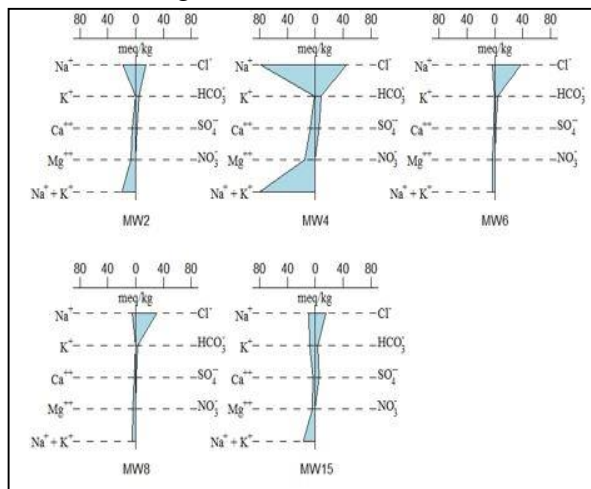 80 40 0 40 80
meq/kg
Na⁺ Cl⁻
K⁺ HCO₃⁻
Ca⁺⁺ SO₄⁻⁻
Mg⁺⁺ NO₃⁻
Na⁺ + K⁺
MW2
80 40 0 40 80
meq/kg
Na⁺ Cl⁻
K⁺ HCO₃⁻
Ca⁺⁺ SO₄⁻⁻
Mg⁺⁺ NO₃⁻
Na⁺ + K⁺
MW4
80 40 0 40 80
meq/kg
Na⁺ Cl⁻
K⁺ HCO₃⁻
Ca⁺⁺ SO₄⁻⁻
Mg⁺⁺ NO₃⁻
Na⁺ + K⁺
MW6
80 40 0 40 80
meq/kg
Na⁺ Cl⁻
K⁺ HCO₃⁻
Ca⁺⁺ SO₄⁻⁻
Mg⁺⁺ NO₃⁻
Na⁺ + K⁺
MW8
80 40 0 40 80
meq/kg
Na⁺ Cl⁻
K⁺ HCO₃⁻
Ca⁺⁺ SO₄⁻⁻
Mg⁺⁺ NO₃⁻
Na⁺ + K⁺
MW15